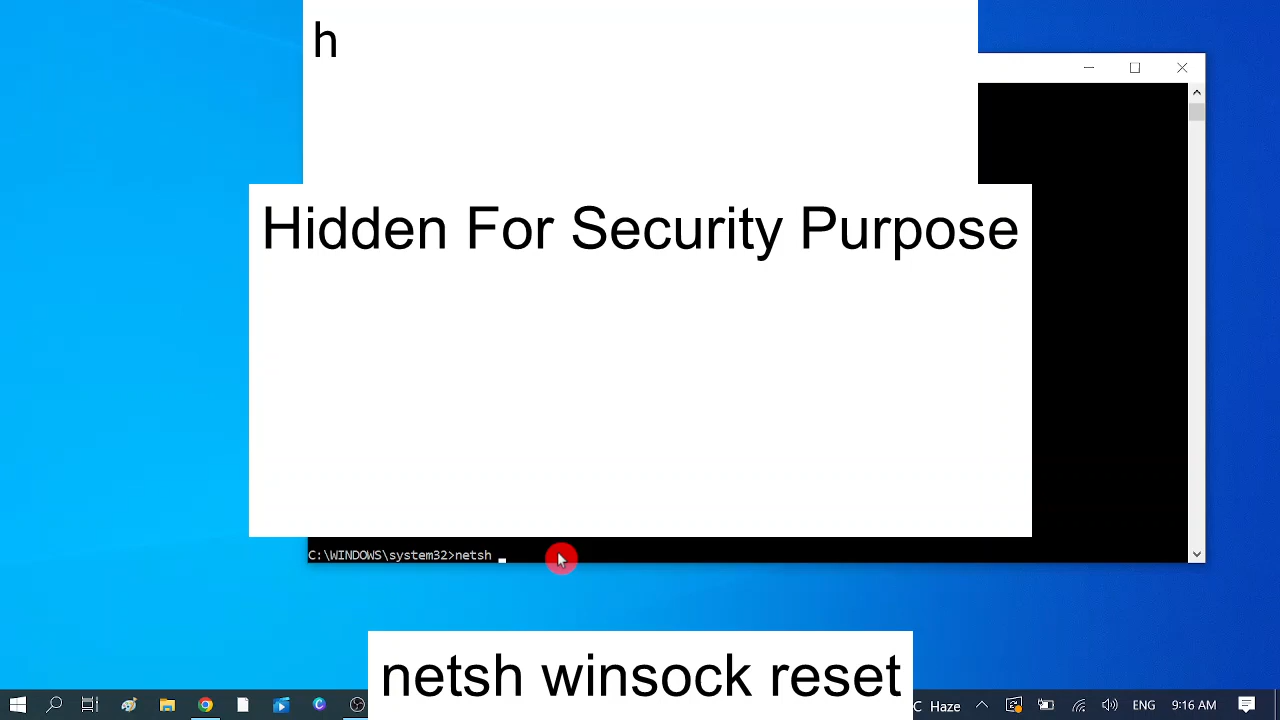 h
Hidden For Security Purpose
C:\WINDOWS\system32>netsh
netsh winsock reset
C Haze
ENG
9:16 AM